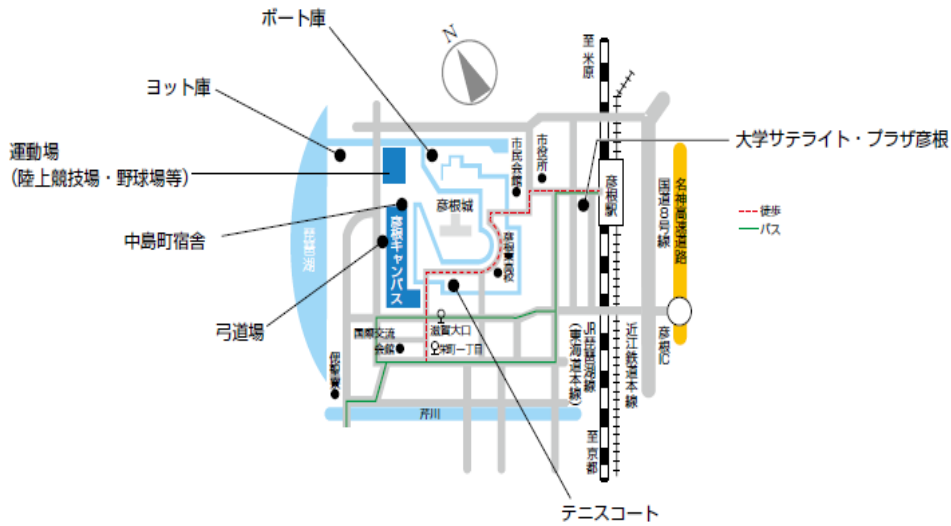 ボート庫
N
ヨット庫
至 米原
大学サテライト・プラザ彦根
運動場
（陸上競技場・野球場等）
市民会館
市役所
彦根城
彦根駅
国道8号線
名神高速道路
徒歩
バス
中島町宿舎
彦根キャンパス
彦根東高校
琵琶湖
弓道場
滋賀大口
国際交流
会館
栄町一丁目
JR琵琶湖線
（東海道本線）
近江鉄道本線
彦根IC
芹川
至 京都
テニスコート